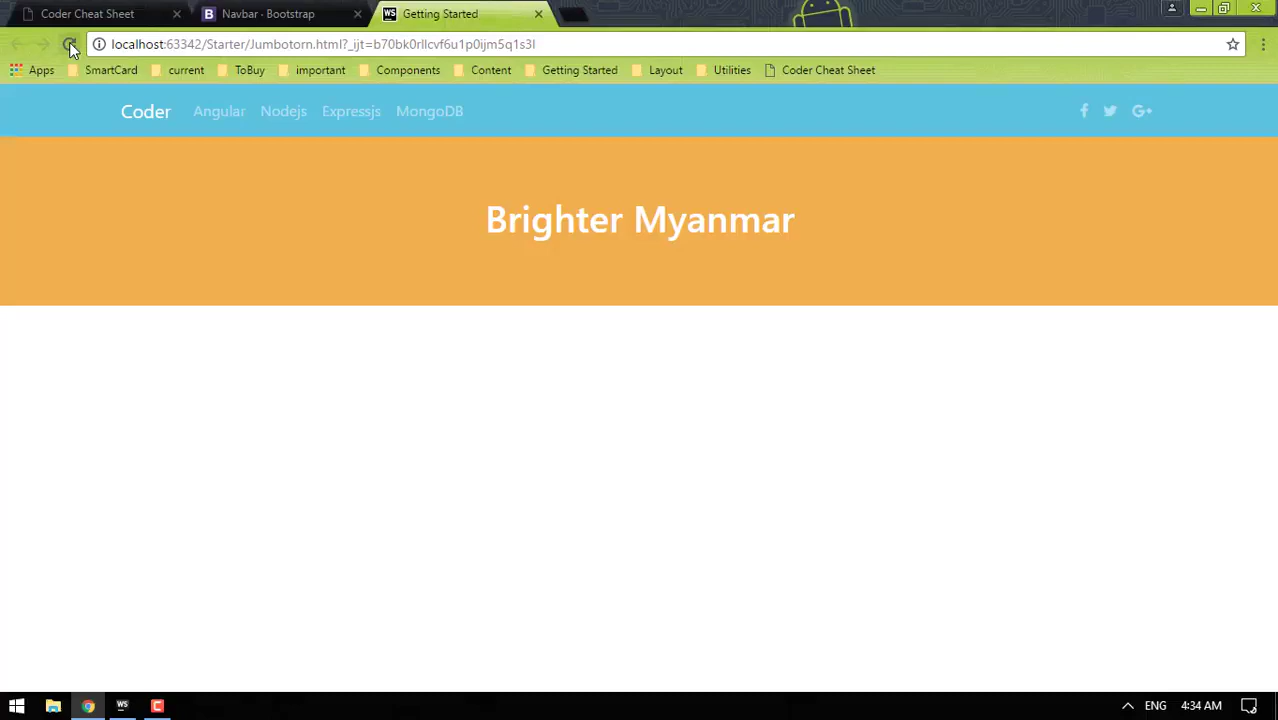 Coder Cheat Sheet
Navbar · Bootstrap
Getting Started
localhost:63342/Starter/Jumbotorn.html?_ijt=b70bk0rllcvf6u1p0ijm5q1s3l
Apps SmartCard current ToBuy important Components Content Getting Started Layout Utilities Coder Cheat Sheet
Coder Angular Nodejs Expressjs MongoDB
Brighter Myanmar
ENG 4:34 AM